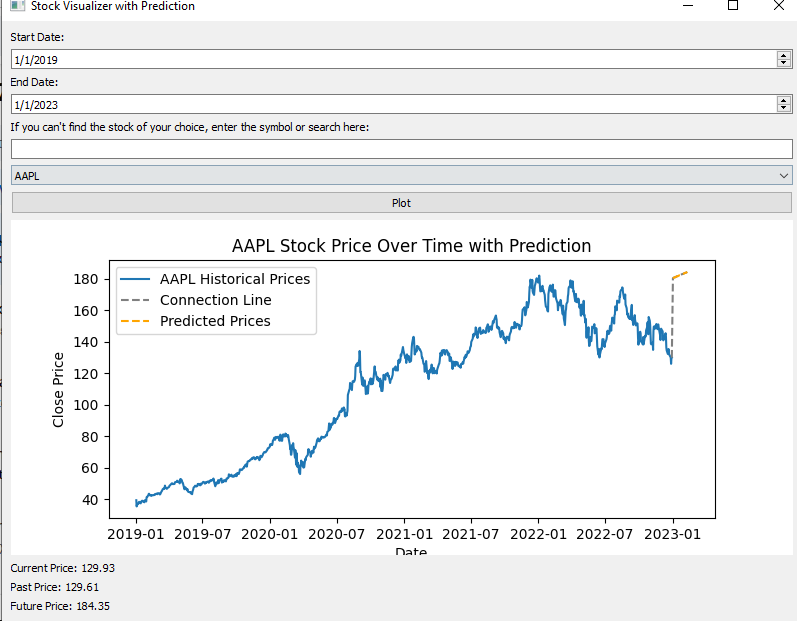 Stock Visualizer with Prediction
Start Date:
1/1/2019
End Date:
1/1/2023
If you can't find the stock of your choice, enter the symbol or search here:
AAPL
Plot
AAPL Stock Price Over Time with Prediction
AAPL Historical Prices
Connection Line
Predicted Prices
Close Price
180
160
140
120
100
80
60
40
2019-01 2019-07 2020-01 2020-07 2021-01 2021-07 2022-01 2022-07 2023-01
Date
Current Price: 129.93
Past Price: 129.61
Future Price: 184.35